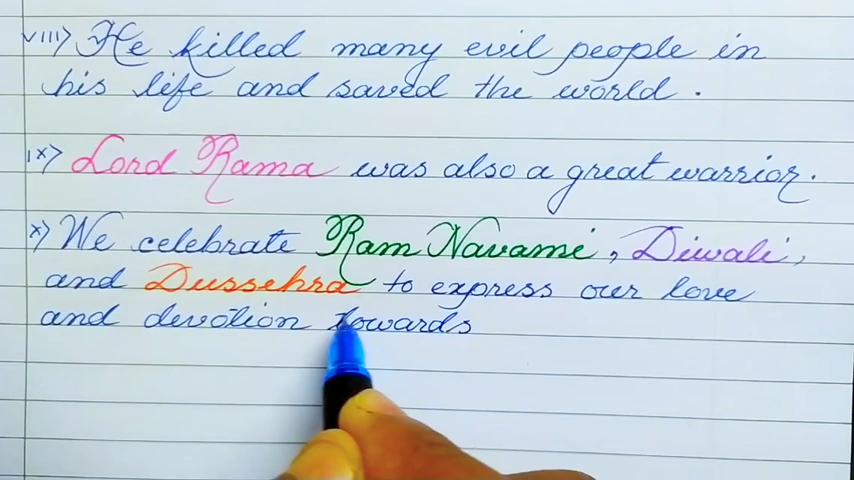 viii> He killed many evil people in
his life and saved the world .
ix> Lord Rama was also a great warrior.
x> We celebrate Ram Navami, Diwali,
and Dussehra to express our love
and devotion towards